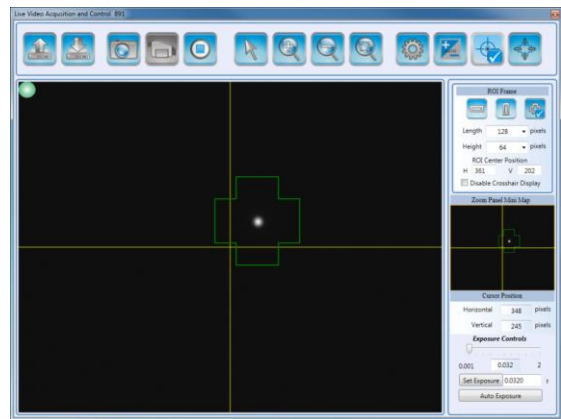 Live Video Acqusition and Control 891
ROI Frame
Length 128 pixels
Height 64 pixels
ROI Center Position
H 361 V 202
Disable Crosshair Display
Zoom Panel Mini Map
Cursor Position
Horizontal 348 pixels
Vertical 245 pixels
Exposure Controls
0.001 0.032 2
Set Exposure 0.0320 s
Auto Exposure